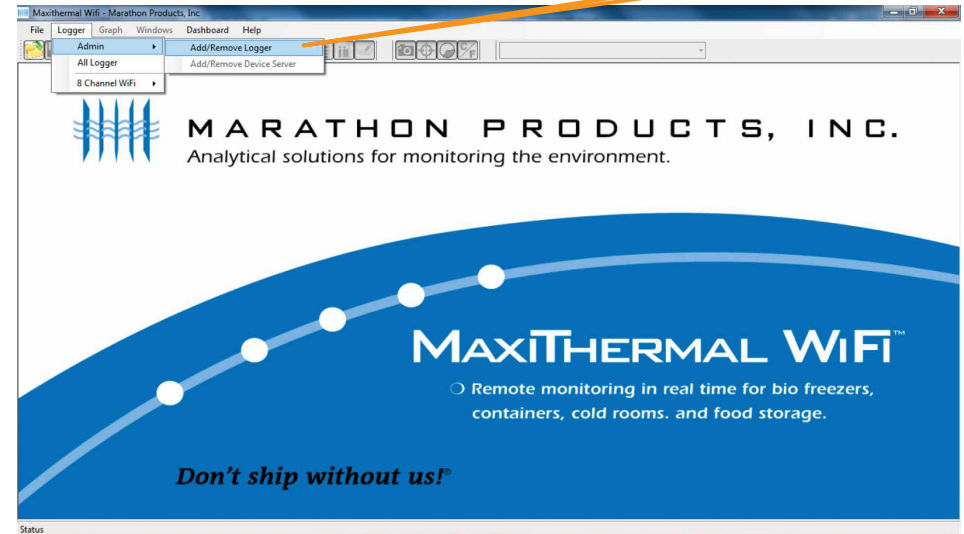 Maxithermal Wifi - Marathon Products, Inc
File Logger Graph Windows Dashboard Help
Admin
Add/Remove Logger
All Logger
Add/Remove Device Server
8 Channel WiFi
C/F
MARATHON PRODUCTS, INC.
Analytical solutions for monitoring the environment.
MAXITHERMAL WIFI™
Remote monitoring in real time for bio freezers,
containers, cold rooms. and food storage.
Don't ship without us!®
Status